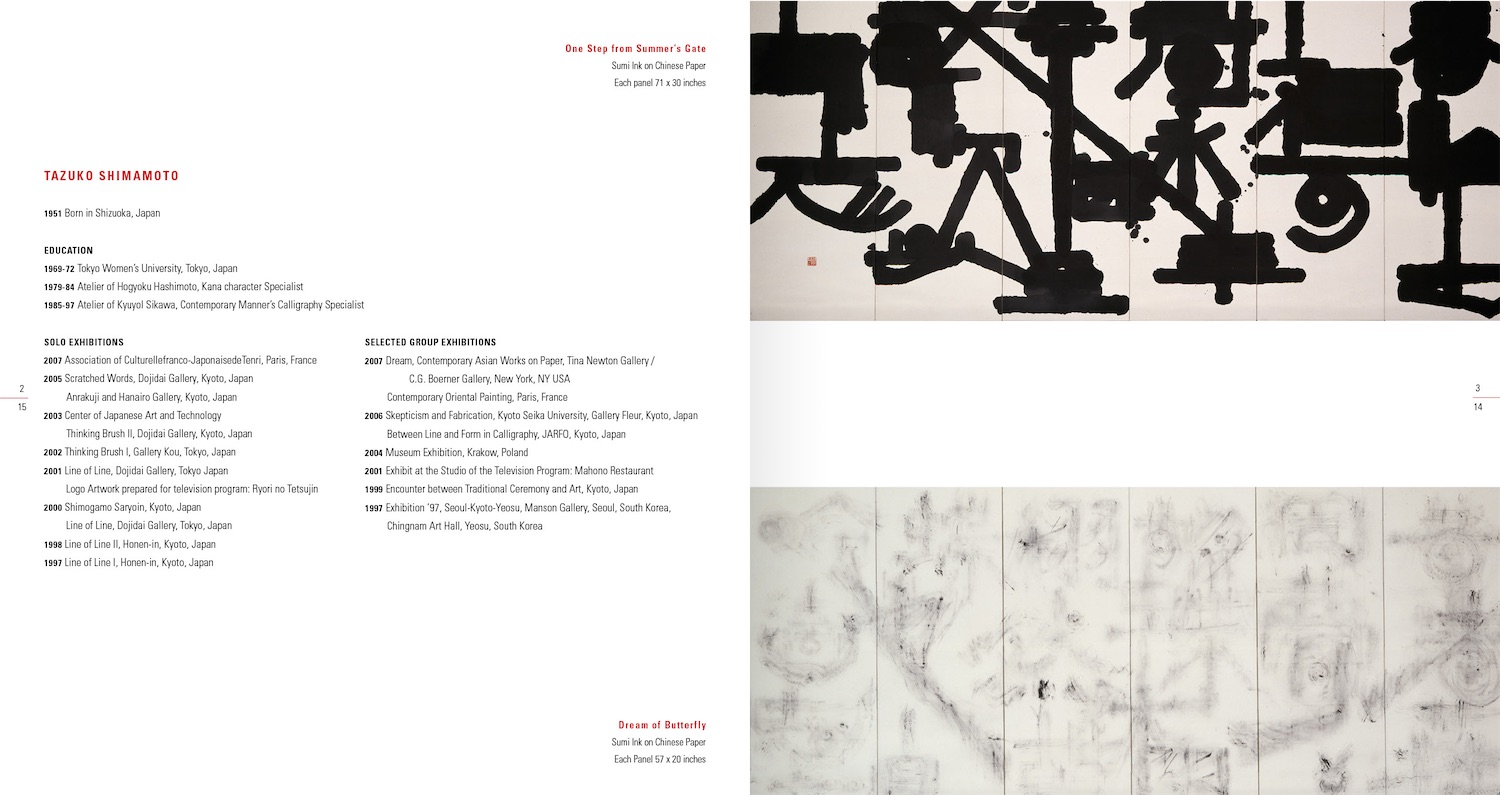 One Step from Summer's Gate
Sumi Ink on Chinese Paper
Each panel 71 x 30 inches
TAZUKO SHIMAMOTO
1951 Born in Shizuoka, Japan
EDUCATION
1969-72 Tokyo Women's University, Tokyo, Japan
1979-84 Atelier of Hogyoku Hashimoto, Kana character Specialist
1985-97 Atelier of Kyuyol Sikawa, Contemporary Manner's Calligraphy Specialist
SOLO EXHIBITIONS
2007 Association of Culturellefranco-JaponaisedeTenri, Paris, France
2005 Scratched Words, Dojidai Gallery, Kyoto, Japan
Anrakuji and Hanairo Gallery, Kyoto, Japan
2003 Center of Japanese Art and Technology
Thinking Brush II, Dojidai Gallery, Kyoto, Japan
2002 Thinking Brush I, Gallery Kou, Tokyo, Japan
2001 Line of Line, Dojidai Gallery, Tokyo Japan
Logo Artwork prepared for television program: Ryori no Tetsujin
2000 Shimogamo Saryoin, Kyoto, Japan
Line of Line, Dojidai Gallery, Tokyo, Japan
1998 Line of Line II, Honen-in, Kyoto, Japan
1997 Line of Line I, Honen-in, Kyoto, Japan
SELECTED GROUP EXHIBITIONS
2007 Dream, Contemporary Asian Works on Paper, Tina Newton Gallery /
C.G. Boerner Gallery, New York, NY USA
Contemporary Oriental Painting, Paris, France
2006 Skepticism and Fabrication, Kyoto Seika University, Gallery Fleur, Kyoto, Japan
Between Line and Form in Calligraphy, JARFO, Kyoto, Japan
2004 Museum Exhibition, Krakow, Poland
2001 Exhibit at the Studio of the Television Program: Mahono Restaurant
1999 Encounter between Traditional Ceremony and Art, Kyoto, Japan
1997 Exhibition '97, Seoul-Kyoto-Yeosu, Manson Gallery, Seoul, South Korea,
Chingnam Art Hall, Yeosu, South Korea
2
15
Dream of Butterfly
Sumi Ink on Chinese Paper
Each Panel 57 x 20 inches
3
14